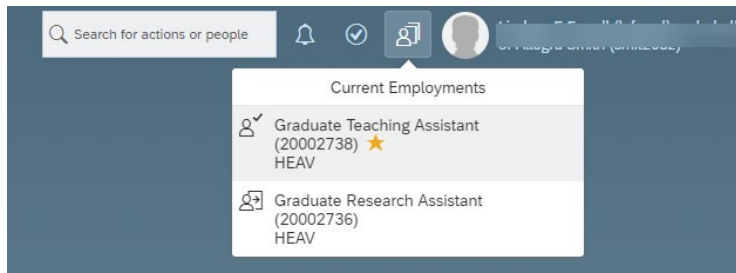 Search for actions or people
Current Employments
Graduate Teaching Assistant
(20002738)
HEAV
Graduate Research Assistant
(20002736)
HEAV